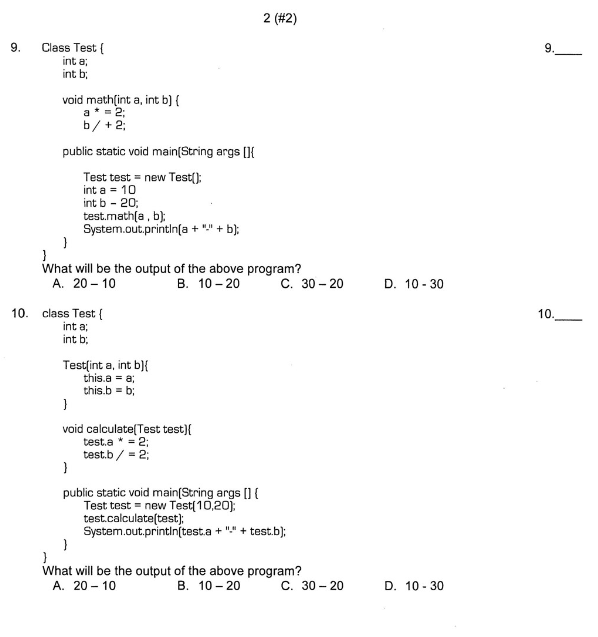 2 (#2)
9. Class Test { 9.____
int a;
int b;
void math(int a, int b) {
a * = 2;
b / + 2;
public static void main(String args []{
Test test = new Test();
int a = 10
int b - 20;
test.math(a , b);
System.out.println(a + "-" + b);
}
}
What will be the output of the above program?
A. 20 – 10 B. 10 – 20 C. 30 – 20 D. 10 - 30
10. class Test { 10.____
int a;
int b;
Test(int a, int b){
this.a = a;
this.b = b;
}
void calculate(Test test){
test.a * = 2;
test.b / = 2;
}
public static void main(String args [] {
Test test = new Test(10,20);
test.calculate(test);
System.out.println(test.a + "-" + test.b);
}
}
What will be the output of the above program?
A. 20 – 10 B. 10 – 20 C. 30 – 20 D. 10 - 30